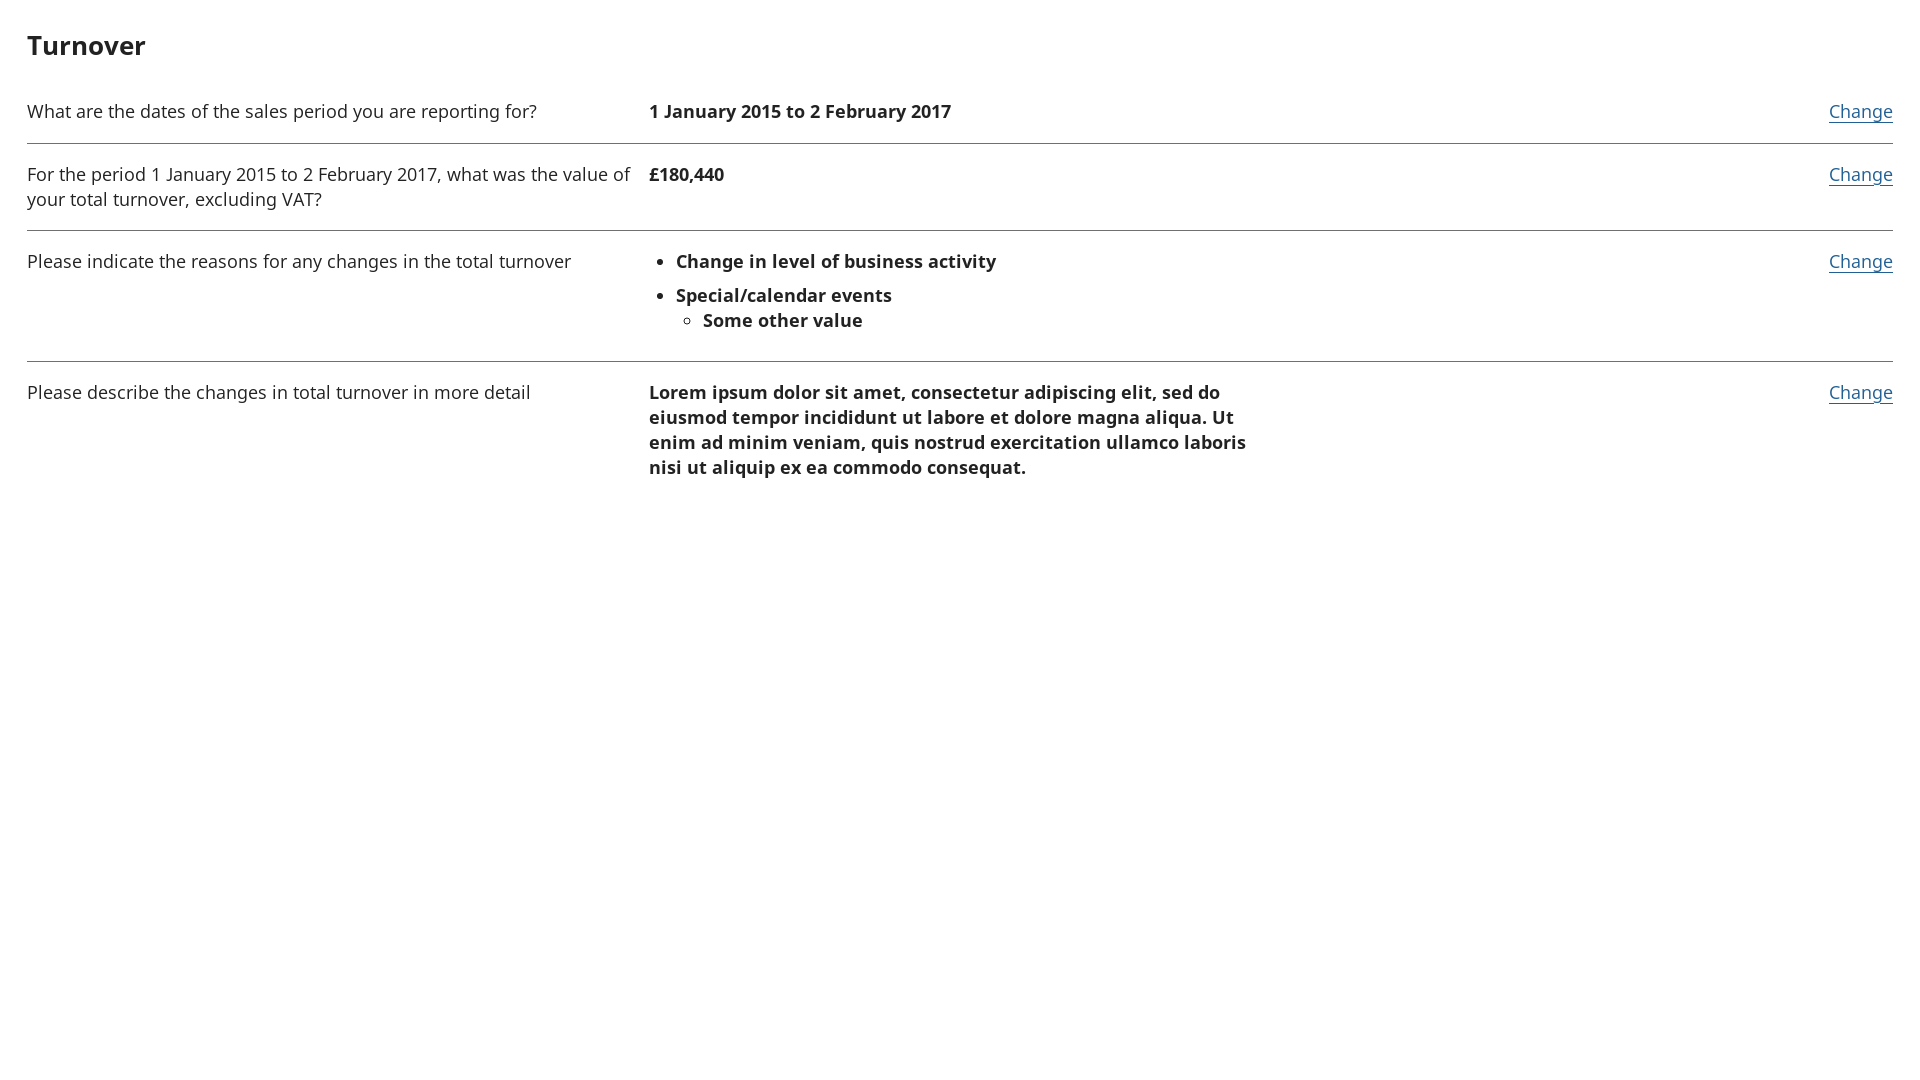 Turnover
What are the dates of the sales period you are reporting for?
1 January 2015 to 2 February 2017
Change
For the period 1 January 2015 to 2 February 2017, what was the value of
your total turnover, excluding VAT?
£180,440
Change
Please indicate the reasons for any changes in the total turnover
Change in level of business activity
Special/calendar events
Some other value
Change
Please describe the changes in total turnover in more detail
Lorem ipsum dolor sit amet, consectetur adipiscing elit, sed do
eiusmod tempor incididunt ut labore et dolore magna aliqua. Ut
enim ad minim veniam, quis nostrud exercitation ullamco laboris
nisi ut aliquip ex ea commodo consequat.
Change